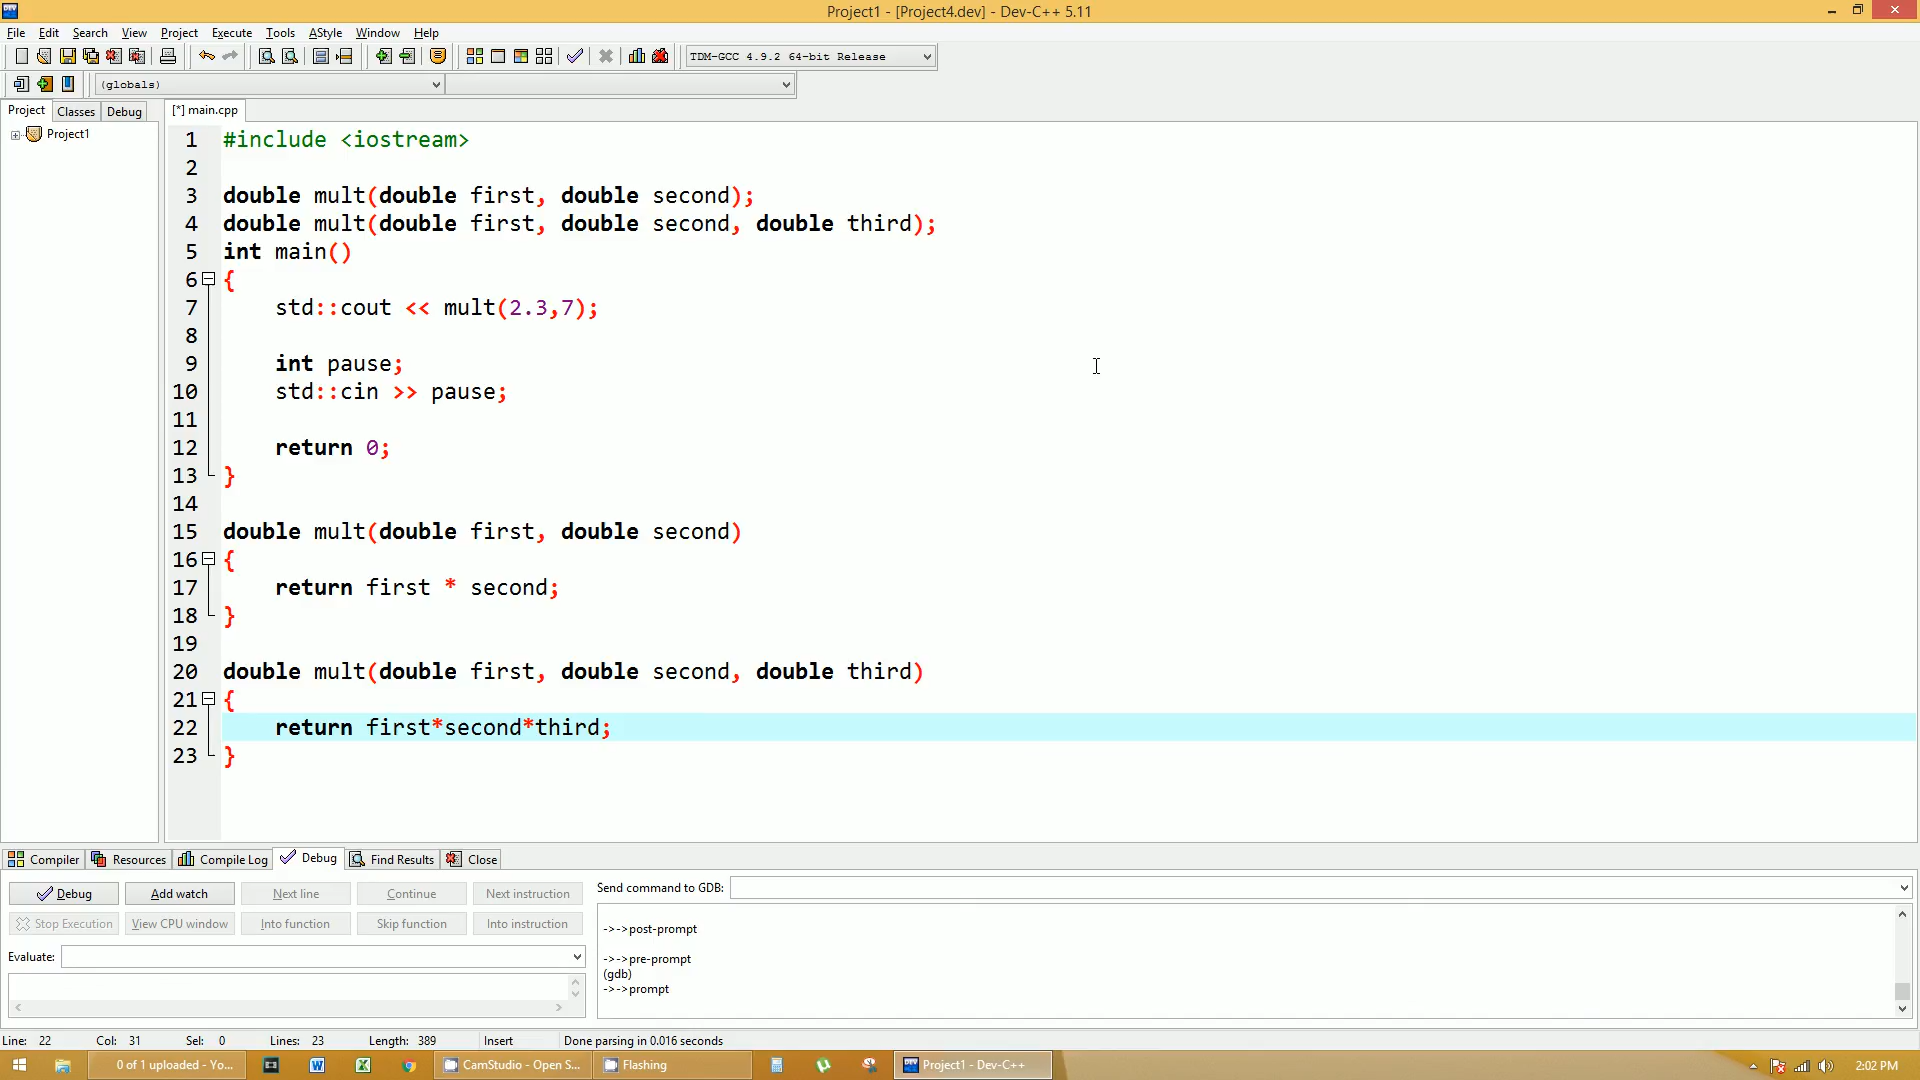 Project1 - [Project4.dev] - Dev-C++ 5.11
File Edit Search View Project Execute Tools AStyle Window Help
TDM-GCC 4.9.2 64-bit Release
(globals)
Project Classes Debug [*] main.cpp
Project1
1 #include <iostream>
2
3 double mult(double first, double second);
4 double mult(double first, double second, double third);
5 int main()
6 {
7 std::cout << mult(2.3,7);
8
9 int pause;
10 std::cin >> pause;
11
12 return 0;
13 }
14
15 double mult(double first, double second)
16 {
17 return first * second;
18 }
19
20 double mult(double first, double second, double third)
21 {
22 return first*second*third;
23 }
Compiler Resources Compile Log Debug Find Results Close
Debug Add watch Next line Continue Next instruction Send command to GDB:
Stop Execution View CPU window Into function Skip function Into instruction
->->post-prompt
Evaluate:
->->pre-prompt
(gdb)
->->prompt
Line: 22 Col: 31 Sel: 0 Lines: 23 Length: 389 Insert Done parsing in 0.016 seconds
0 of 1 uploaded - Yo... CamStudio - Open S... Flashing Project1 - Dev-C++ 2:02 PM